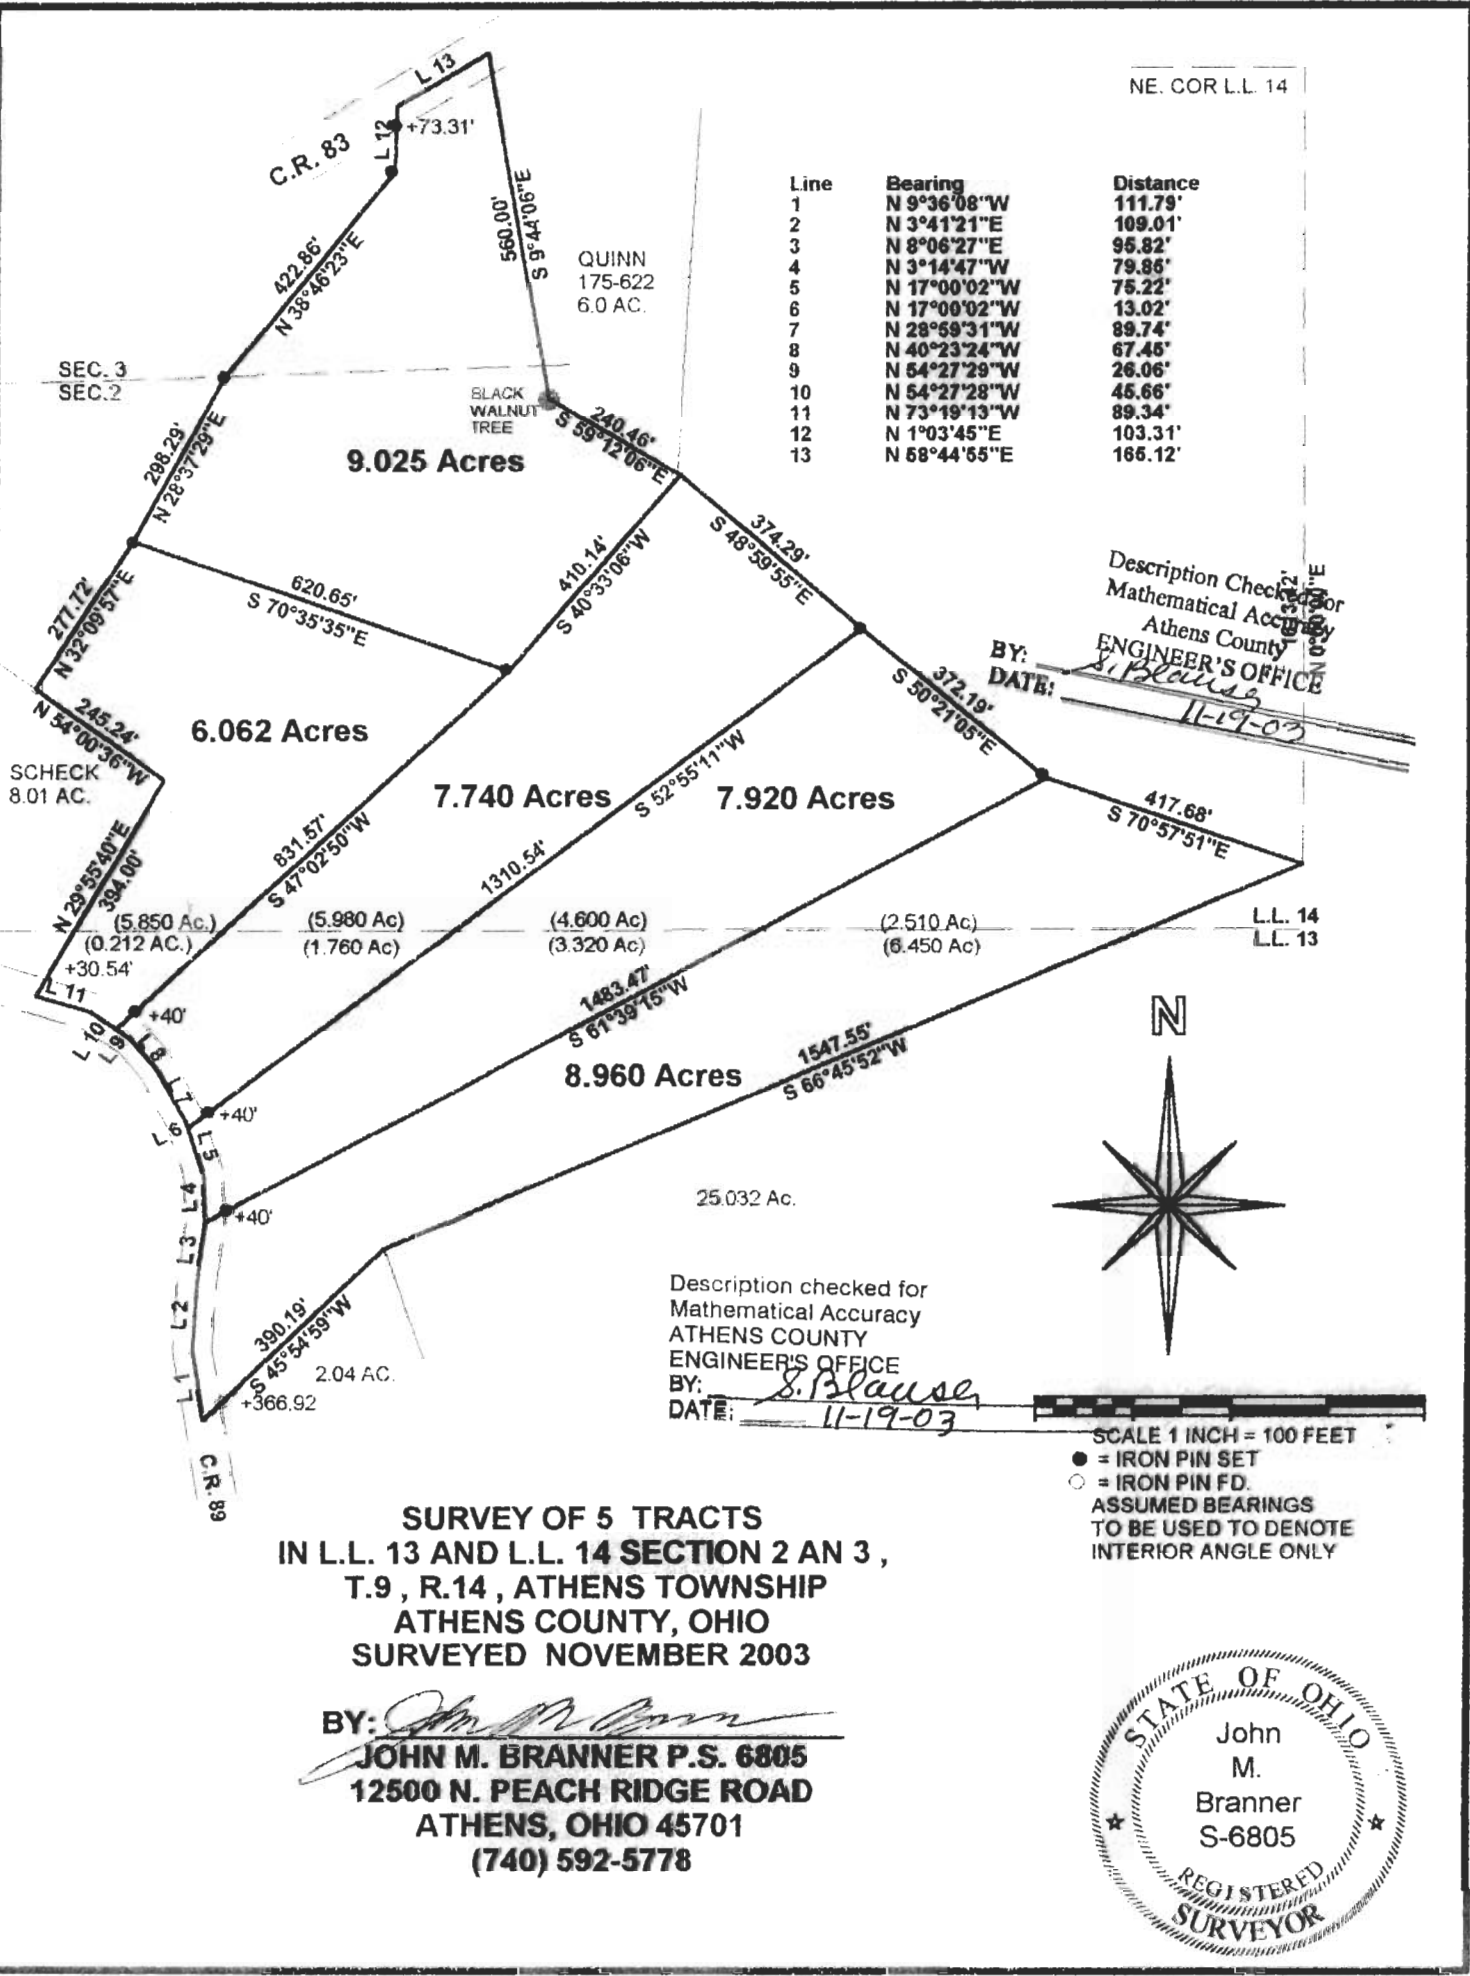 NE. COR L.L. 14
L 13
C.R. 83
L 12
+73.31'
560.00'
S 9°44'06"E
QUINN
175-622
6.0 AC.
422.86'
N 38°46'23"E
Line Bearing Distance
1 N 9°36'08"W 111.79'
2 N 3°41'21"E 109.01'
3 N 8°06'27"E 95.82'
4 N 3°14'47"W 79.86'
5 N 17°00'02"W 75.22'
6 N 17°00'02"W 13.02'
7 N 28°59'31"W 89.74'
8 N 40°23'24"W 67.45'
9 N 54°27'29"W 26.06'
10 N 54°27'28"W 45.66'
11 N 73°19'13"W 89.34'
12 N 1°03'45"E 103.31'
13 N 58°44'55"E 165.12'
SEC. 3
SEC.2
BLACK
WALNUT
TREE
240.46'
S 59°12'06"E
298.29'
N 28°37'29"E
9.025 Acres
374.29'
S 48°59'55"E
410.14'
S 40°33'06"W
620.65'
S 70°35'35"E
277.72'
N 32°09'57"E
Description Checked for
Mathematical Accuracy
Athens County
ENGINEER'S OFFICE
BY: S. Blauser
DATE: 11-19-03
N 0°00'00"E
372.19'
S 50°21'05"E
245.24'
N 54°00'36"W
6.062 Acres
SCHECK
8.01 AC.
7.740 Acres
S 52°55'11"W
7.920 Acres
417.68'
S 70°57'51"E
N 29°55'40"E
394.00'
831.57'
S 47°02'50"W
1310.54'
(5.850 Ac.) (5.980 Ac) (4.600 Ac) (2.510 Ac) L.L. 14
(0.212 AC.) (1.760 Ac) (3.320 Ac) (6.450 Ac) L.L. 13
+30.54'
L 11
+40'
L 10
L 9
L 8
L 7
1483.47'
S 61°39'15"W
8.960 Acres
1547.55'
S 66°45'52"W
N
+40'
L 6
L 5
L 4
+40'
L 3
25.032 Ac.
L 2
390.19'
S 45°54'59"W
2.04 AC.
L 1
+366.92
C.R. 89
Description checked for
Mathematical Accuracy
ATHENS COUNTY
ENGINEER'S OFFICE
BY: S. Blauser
DATE: 11-19-03
SCALE 1 INCH = 100 FEET
= IRON PIN SET
= IRON PIN FD.
ASSUMED BEARINGS
TO BE USED TO DENOTE
INTERIOR ANGLE ONLY
SURVEY OF 5 TRACTS
IN L.L. 13 AND L.L. 14 SECTION 2 AN 3 ,
T.9 , R.14 , ATHENS TOWNSHIP
ATHENS COUNTY, OHIO
SURVEYED NOVEMBER 2003
BY: John M Branner
JOHN M. BRANNER P.S. 6805
12500 N. PEACH RIDGE ROAD
ATHENS, OHIO 45701
(740) 592-5778
STATE OF OHIO
John
M.
Branner
S-6805
REGISTERED
SURVEYOR